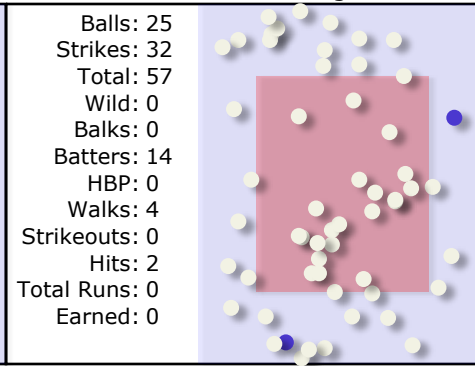 Balls: 25
Strikes: 32
Total: 57
Wild: 0
Balks: 0
Batters: 14
HBP: 0
Walks: 4
Strikeouts: 0
Hits: 2
Total Runs: 0
Earned: 0